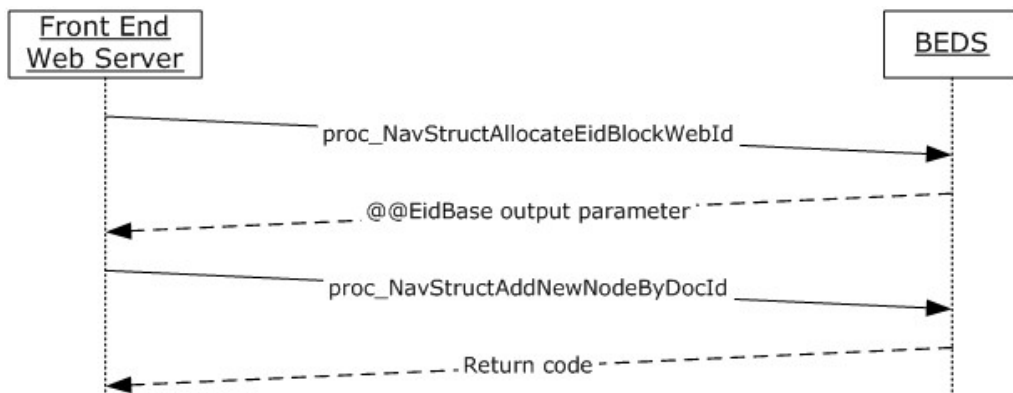 Front End
Web Server
BEDS
proc_NavStructAllocateEidBlockWebId
@@EidBase output parameter
proc_NavStructAddNewNodeByDocId
Return code